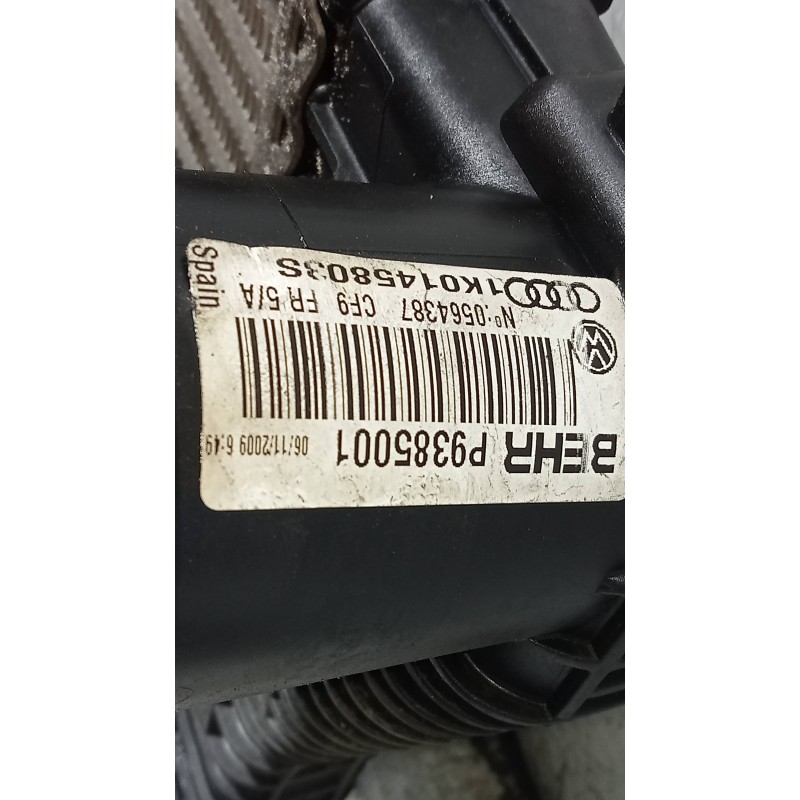 BEHR P9385001 06/11/2009 6:49
Nº:0564387 CF9 FR 5/A
1K0145803S
Spain